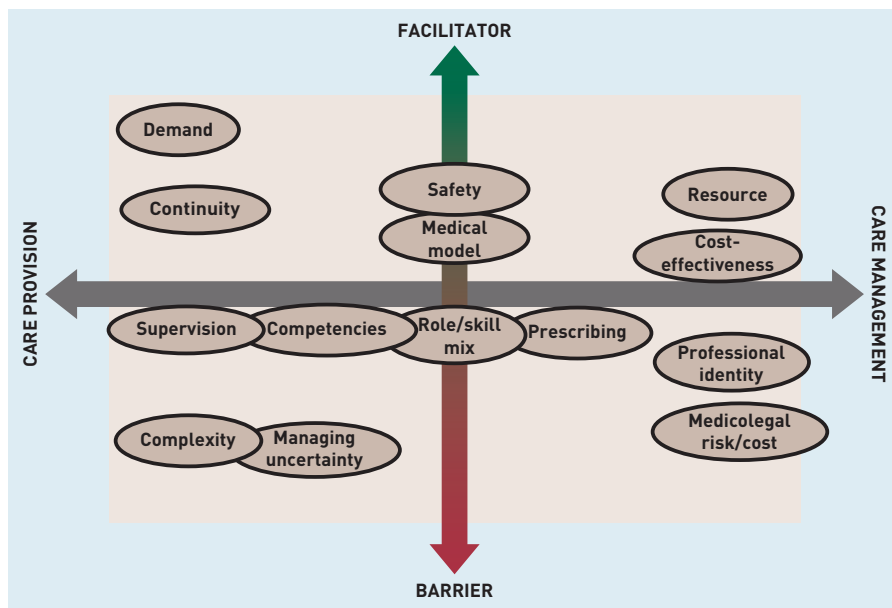 FACILITATOR
Demand
Safety
Continuity
Resource
Medical
model
Cost-
effectiveness
CARE PROVISION
CARE MANAGEMENT
Supervision
Competencies
Role/skill
mix
Prescribing
Professional
identity
Complexity
Managing
uncertainty
Medicolegal
risk/cost
BARRIER